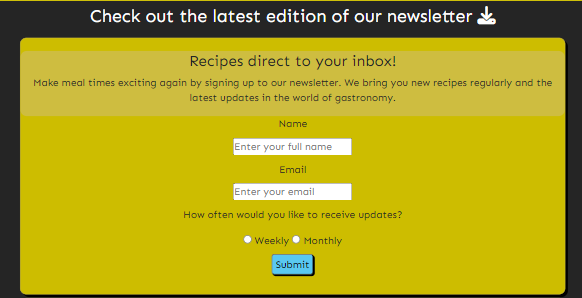 Check out the latest edition of our newsletter
Recipes direct to your inbox!
Make meal times exciting again by signing up to our newsletter. We bring you new recipes regularly and the
latest updates in the world of gastronomy.
Name
Enter your full name
Email
Enter your email
How often would you like to receive updates?
Weekly Monthly
Submit